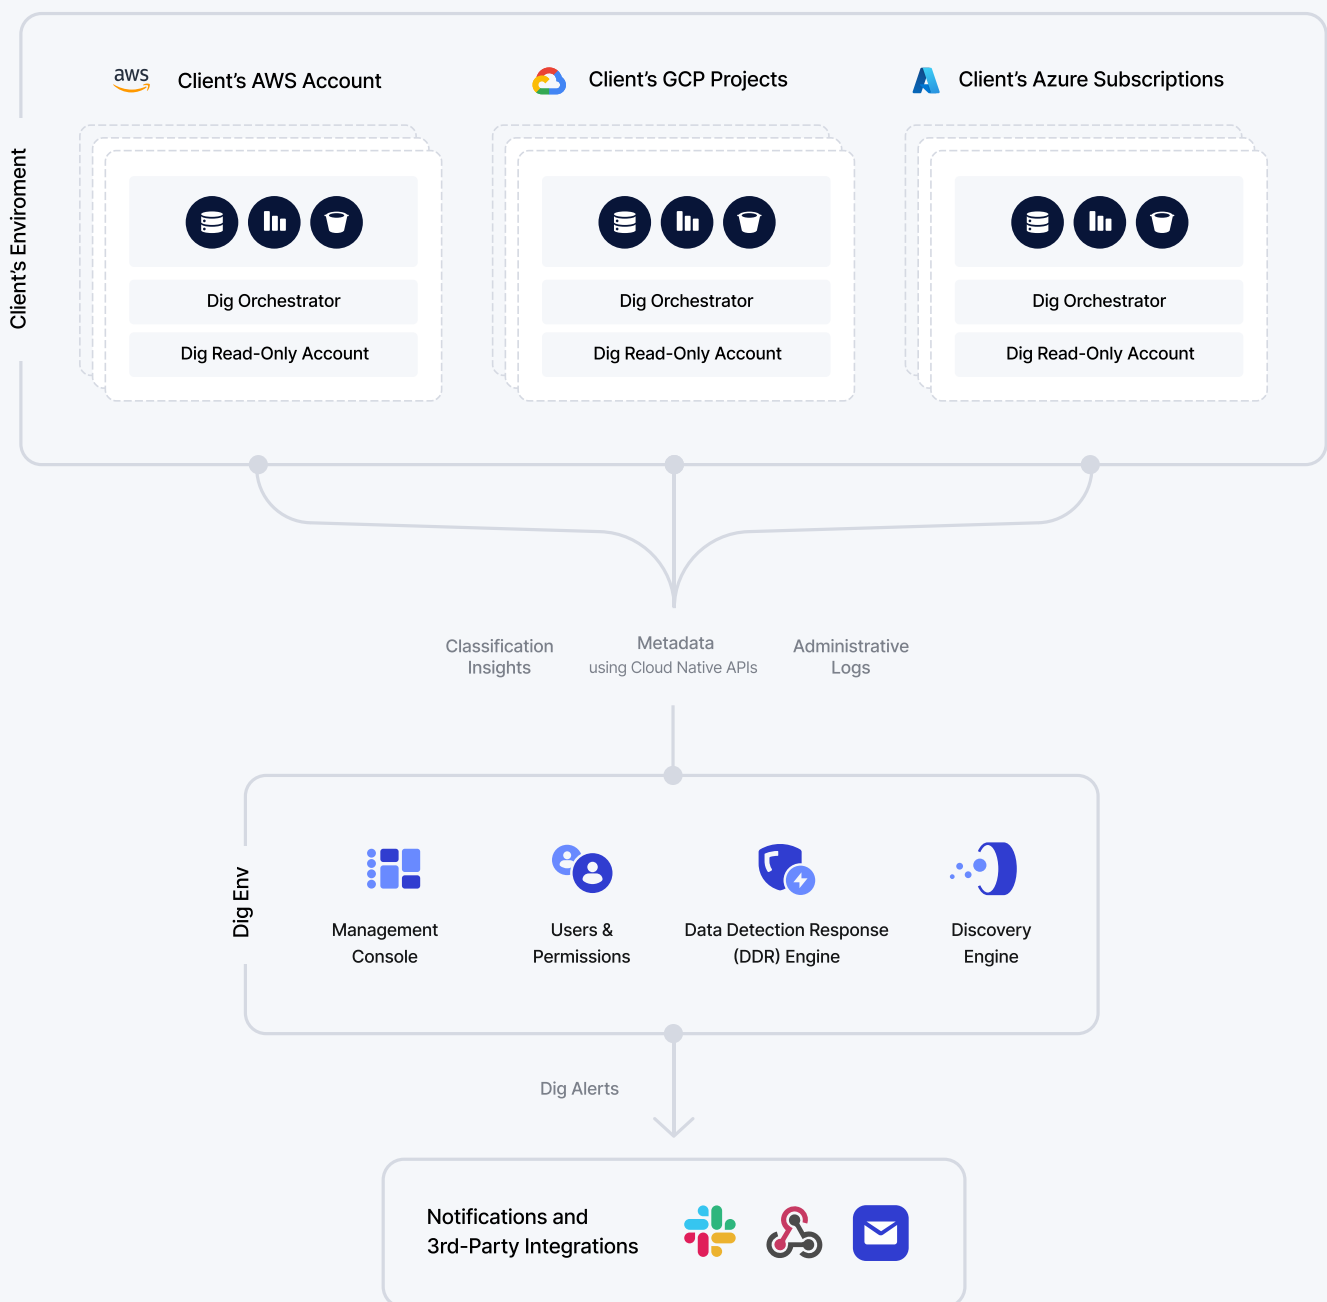 aws
Client's AWS Account
Client's GCP Projects
Client's Azure Subscriptions
Client's Enviroment
Dig Orchestrator
Dig Read-Only Account
Dig Orchestrator
Dig Read-Only Account
Dig Orchestrator
Dig Read-Only Account
Classification
Insights
Metadata
using Cloud Native APIs
Administrative
Logs
Dig Env
Management
Console
Users &
Permissions
Data Detection Response
(DDR) Engine
Discovery
Engine
Dig Alerts
Notifications and
3rd-Party Integrations